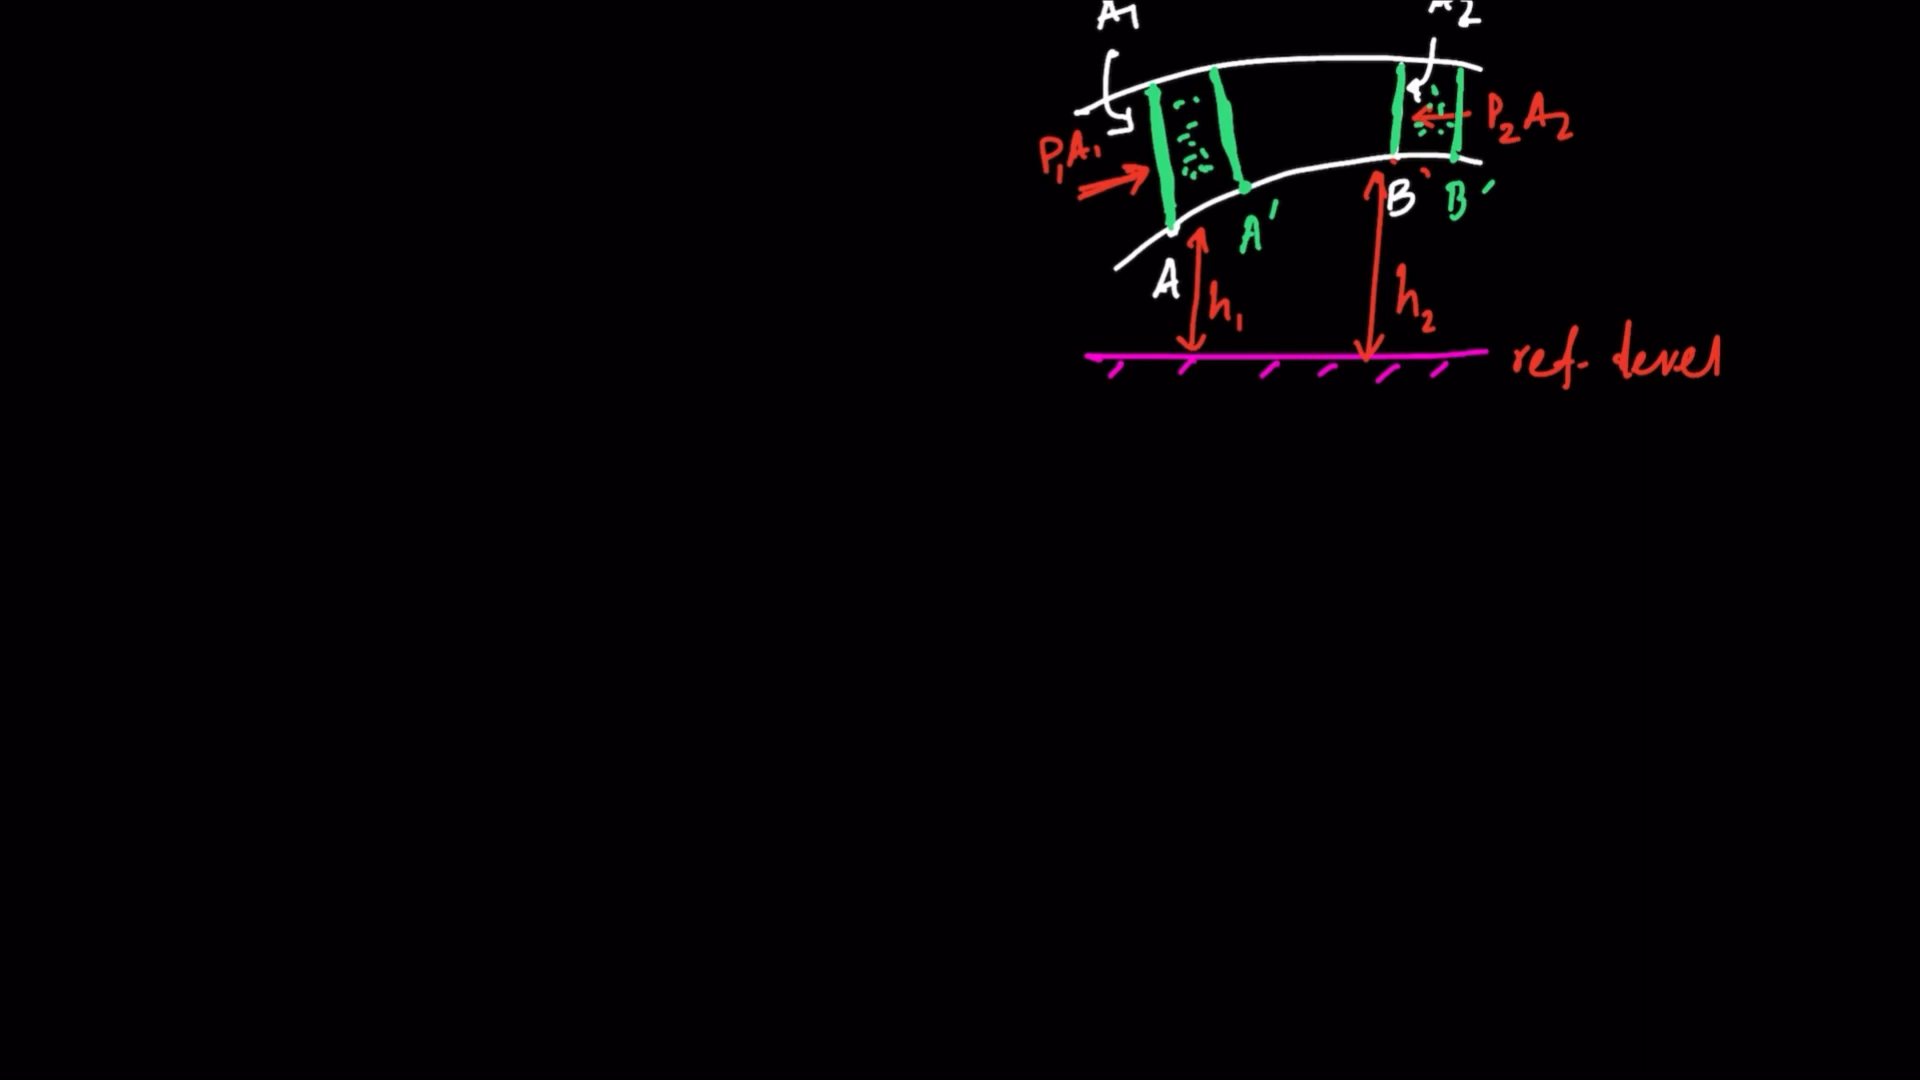 A1
A2
P1A1
P2A2
A'
B
B'
A
h1
h2
ref. level